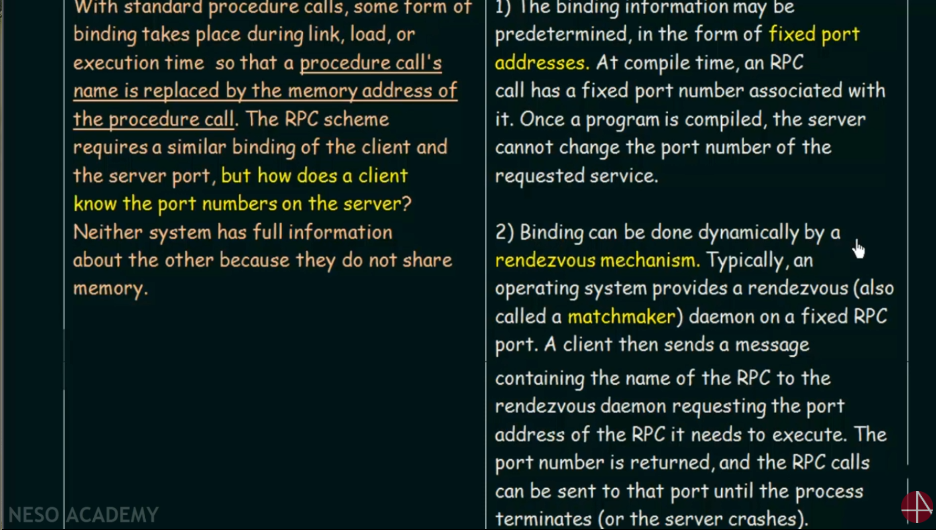 With standard procedure calls, some form of
binding takes place during link, load, or
execution time so that a procedure call's
name is replaced by the memory address of
the procedure call. The RPC scheme
requires a similar binding of the client and
the server port, but how does a client
know the port numbers on the server?
Neither system has full information
about the other because they do not share
memory.
1) The binding information may be
predetermined, in the form of fixed port
addresses. At compile time, an RPC
call has a fixed port number associated with
it. Once a program is compiled, the server
cannot change the port number of the
requested service.
2) Binding can be done dynamically by a
rendezvous mechanism. Typically, an
operating system provides a rendezvous (also
called a matchmaker) daemon on a fixed RPC
port. A client then sends a message
containing the name of the RPC to the
rendezvous daemon requesting the port
address of the RPC it needs to execute. The
port number is returned, and the RPC calls
can be sent to that port until the process
terminates (or the server crashes).
NESO ACADEMY